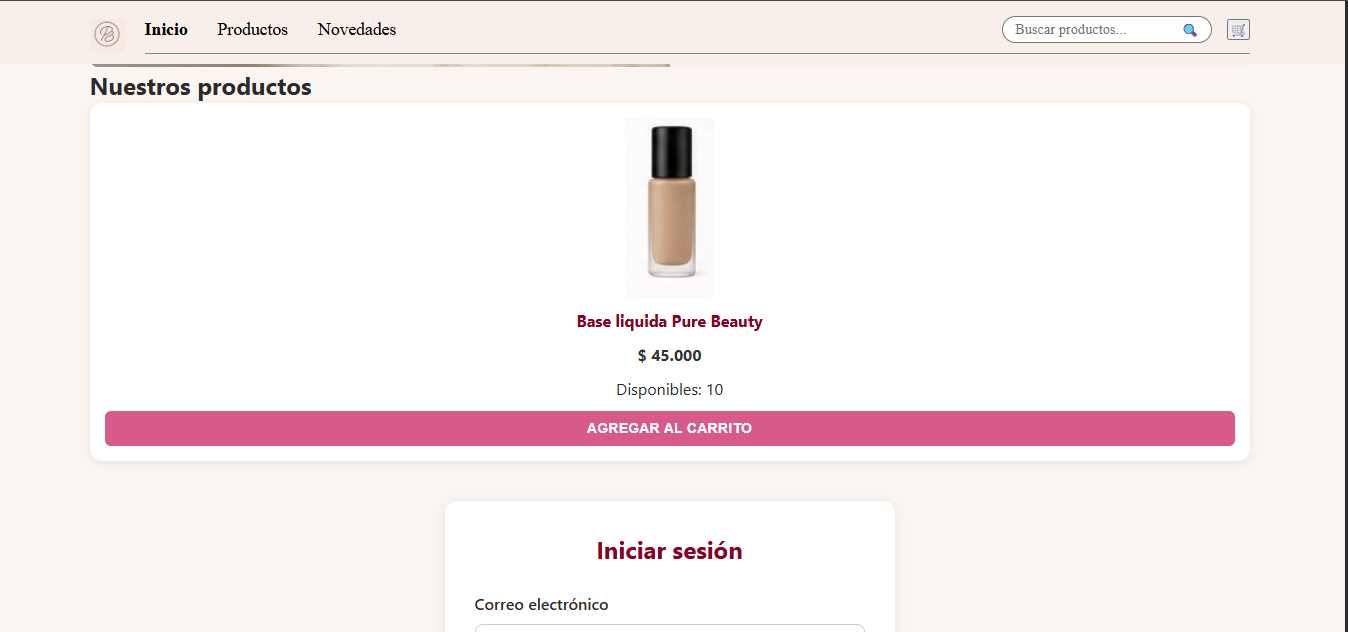 Inicio Productos Novedades Buscar productos...
Nuestros productos
Base liquida Pure Beauty
$ 45.000
Disponibles: 10
AGREGAR AL CARRITO
Iniciar sesión
Correo electrónico